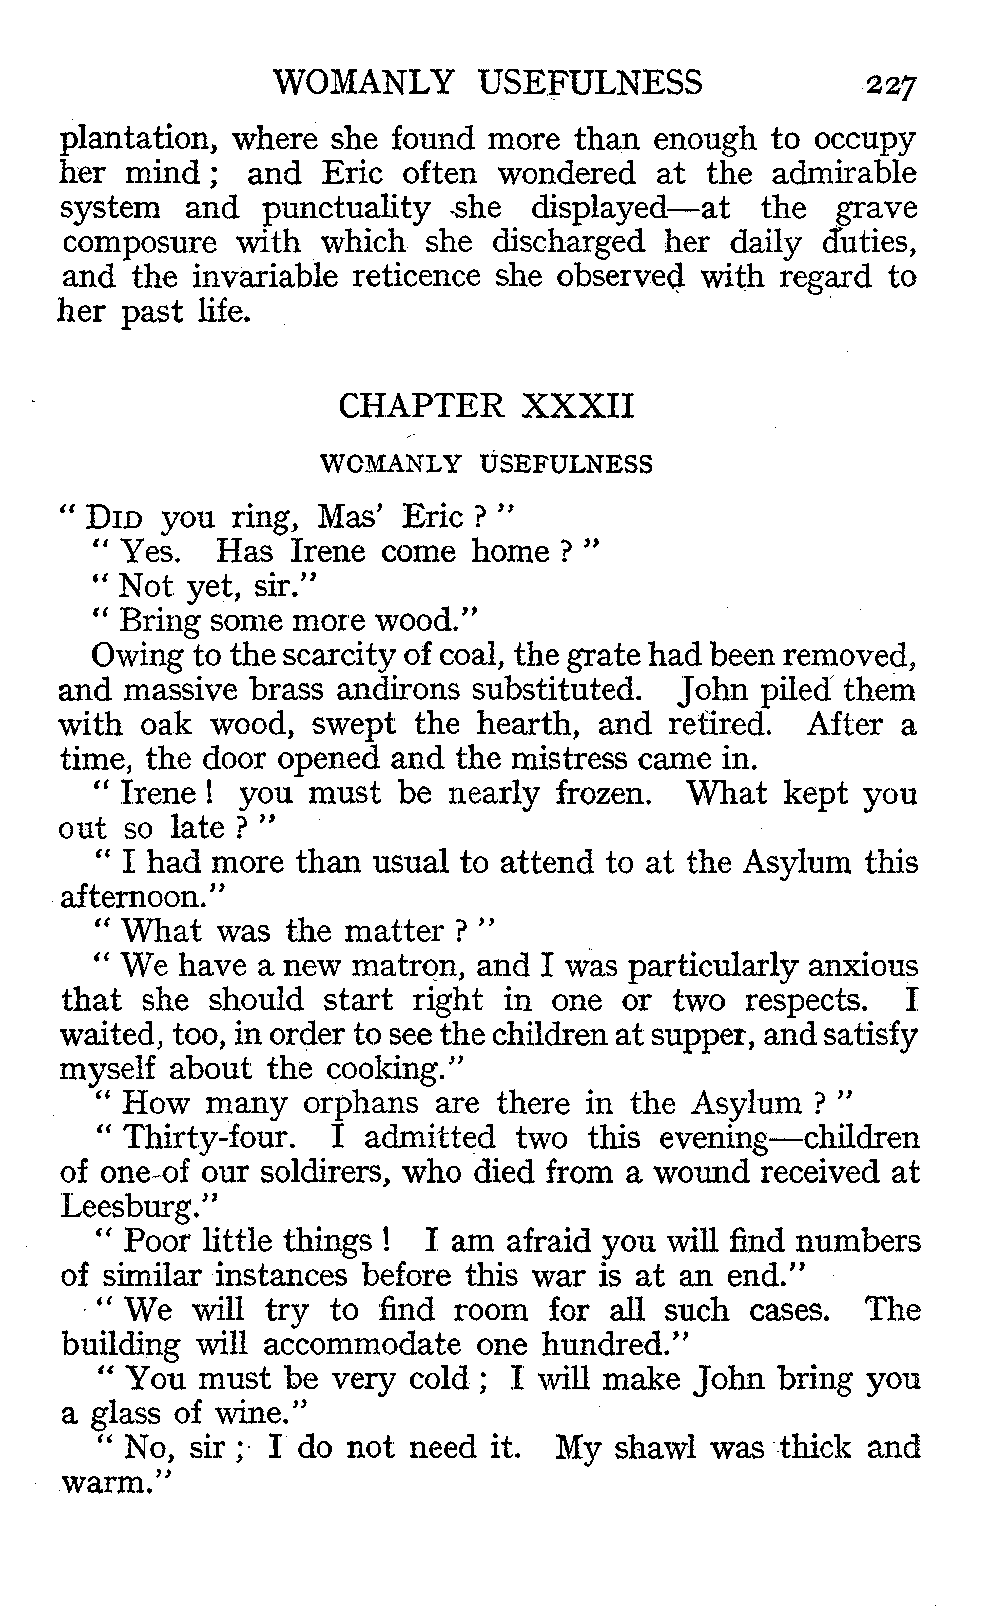 WOMANLY USEFULNESS 227
plantation, where she found more than enough to occupy
her mind ; and Eric often wondered at the admirable
system and punctuality she displayed—at the grave
composure with which she discharged her daily duties,
and the invariable reticence she observed with regard to
her past life.
CHAPTER XXXII
WOMANLY USEFULNESS
“ DID you ring, Mas’ Eric ? ”
“ Yes. Has Irene come home ? ”
“ Not yet, sir.”
“ Bring some more wood.”
Owing to the scarcity of coal, the grate had been removed,
and massive brass andirons substituted. John piled them
with oak wood, swept the hearth, and retired. After a
time, the door opened and the mistress came in.
“ Irene ! you must be nearly frozen. What kept you
out so late ? ”
“ I had more than usual to attend to at the Asylum this
afternoon.”
“ What was the matter ? ”
“ We have a new matron, and I was particularly anxious
that she should start right in one or two respects. I
waited, too, in order to see the children at supper, and satisfy
myself about the cooking.”
“ How many orphans are there in the Asylum ? ”
“ Thirty-four. I admitted two this evening—children
of one-of our soldirers, who died from a wound received at
Leesburg.”
“ Poor little things ! I am afraid you will find numbers
of similar instances before this war is at an end.”
“ We will try to find room for all such cases. The
building will accommodate one hundred.”
“ You must be very cold ; I will make John bring you
a glass of wine.”
“ No, sir ; I do not need it. My shawl was thick and
warm.”